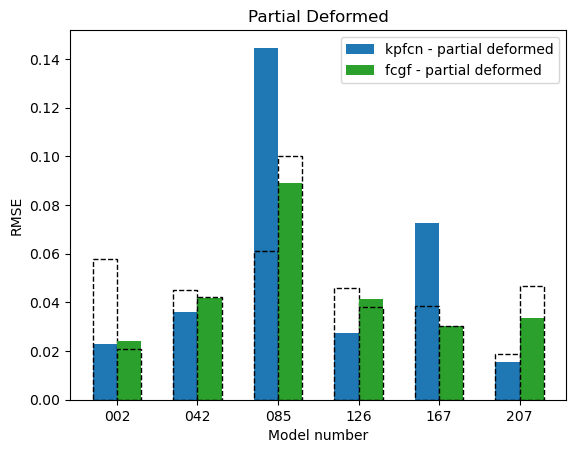 Partial Deformed
kpfcn - partial deformed
fcgf - partial deformed
RMSE
0.14
0.12
0.10
0.08
0.06
0.04
0.02
0.00
002 042 085 126 167 207
Model number